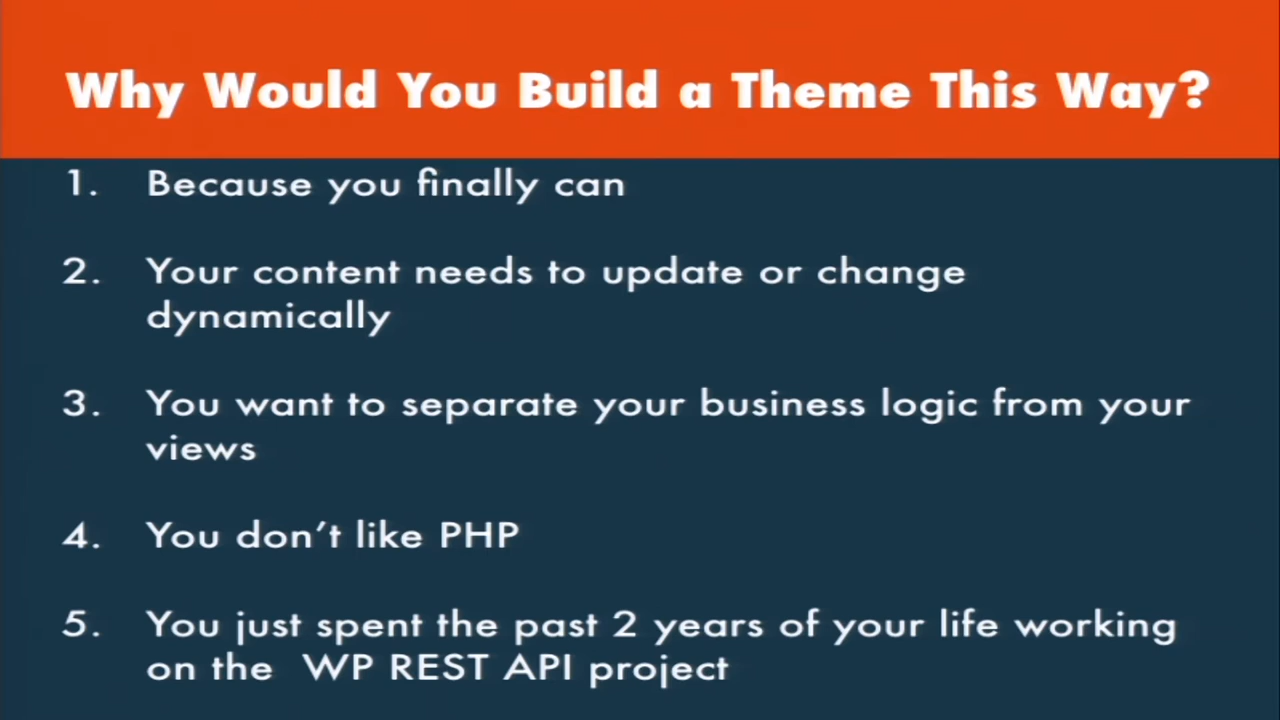 Why Would You Build a Theme This Way?
1. Because you finally can
2. Your content needs to update or change
dynamically
3. You want to separate your business logic from your
views
4. You don’t like PHP
5. You just spent the past 2 years of your life working
on the WP REST API project